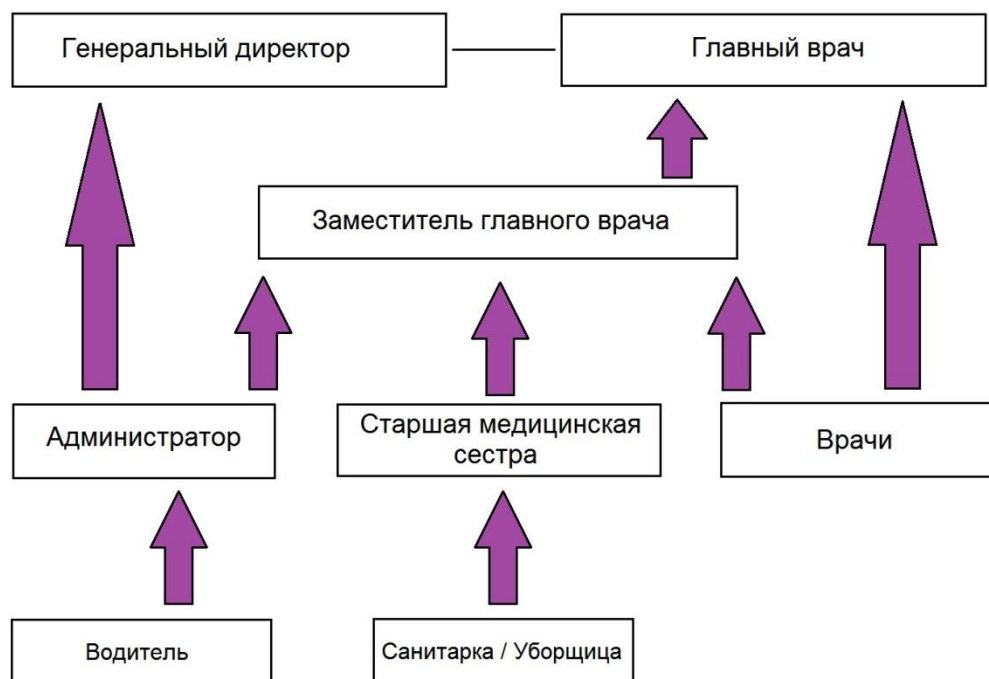 Генеральный директор
Главный врач
Заместитель главного врача
Администратор
Старшая медицинская
сестра
Врачи
Водитель
Санитарка / Уборщица